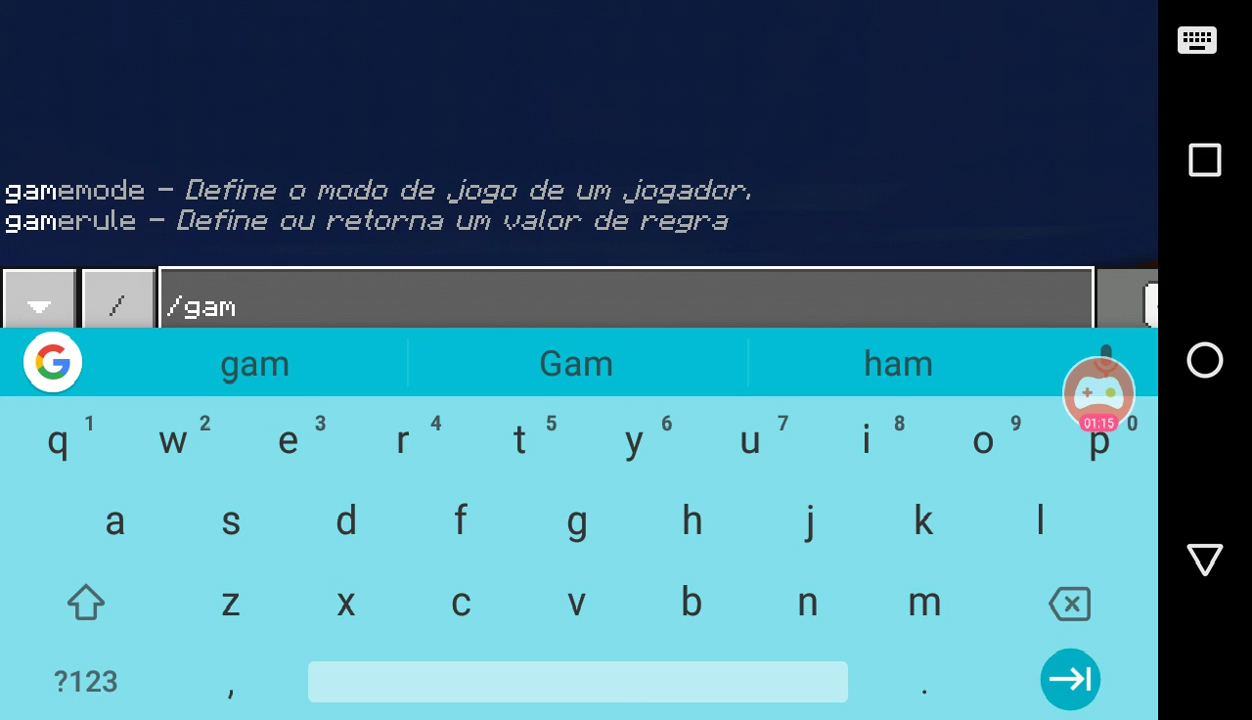 gamemode - Define o modo de jogo de um jogador.
gamerule - Define ou retorna um valor de regra
/ /gam
G gam Gam ham
q 1 w 2 e 3 r 4 t 5 y 6 u 7 i 8 o 9 p 0
01:15
a s d f g h j k l
z x c v b n m
?123 , .